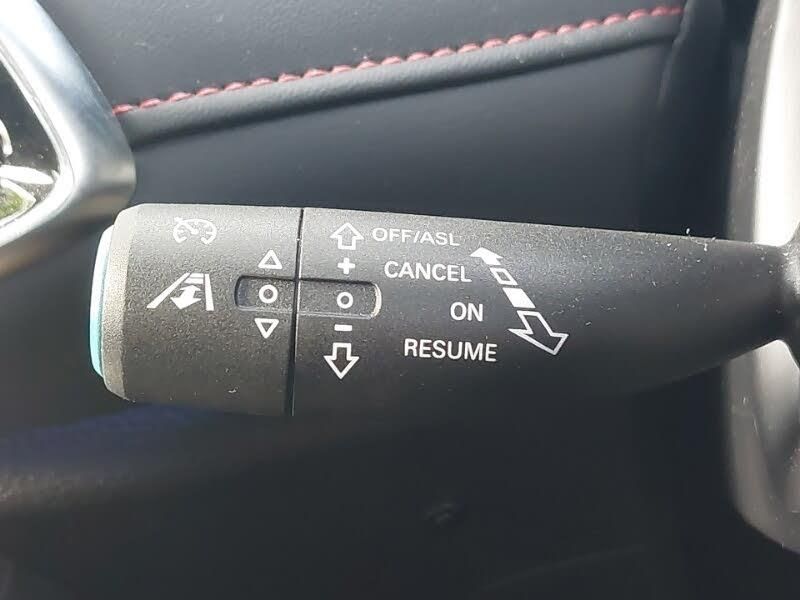 OFF/ASL
+
CANCEL
ON
-
RESUME